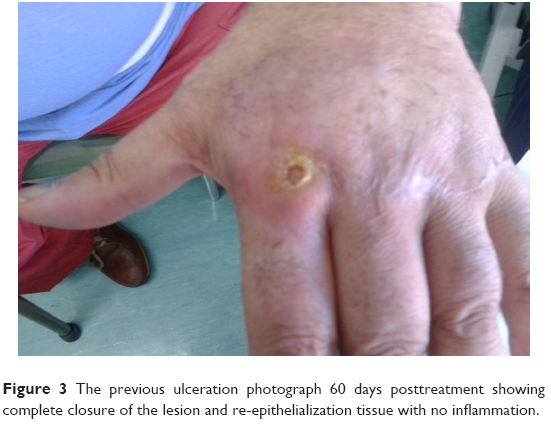 Figure 3 The previous ulceration photograph 60 days posttreatment showing
complete closure of the lesion and re-epithelialization tissue with no inflammation.